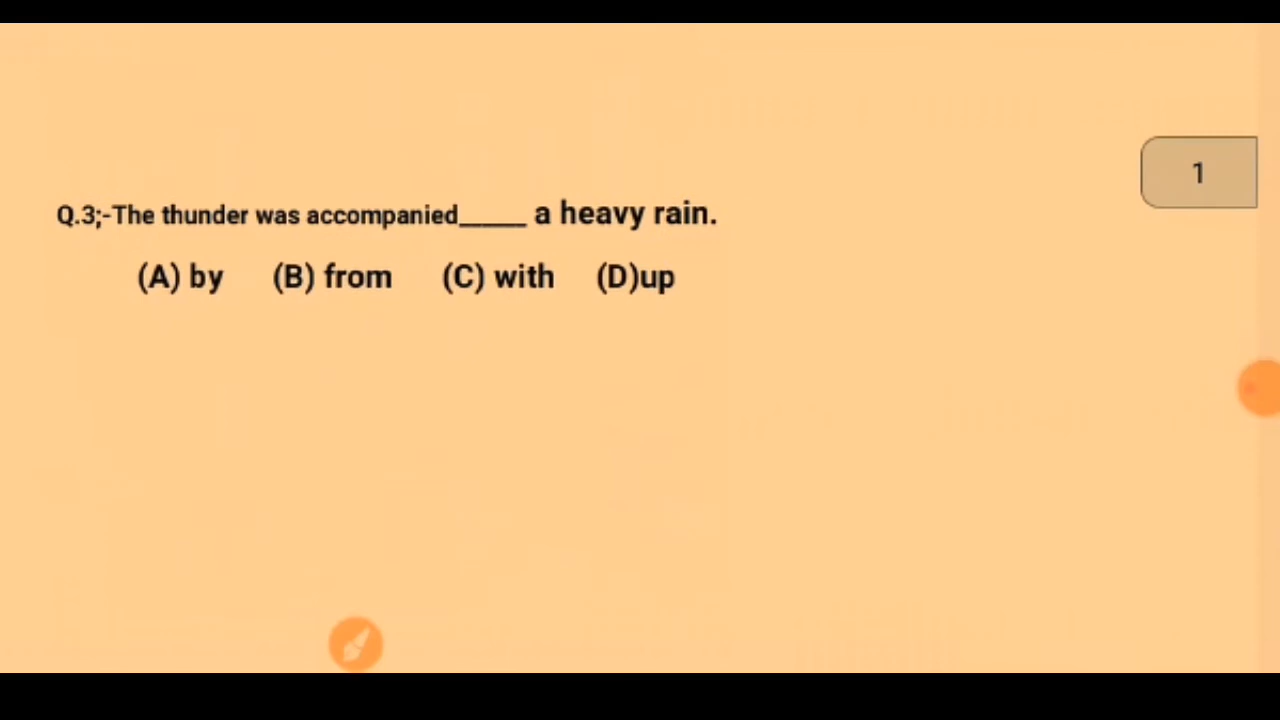 1
Q.3;-The thunder was accompanied_____ a heavy rain.
(A) by (B) from (C) with (D)up